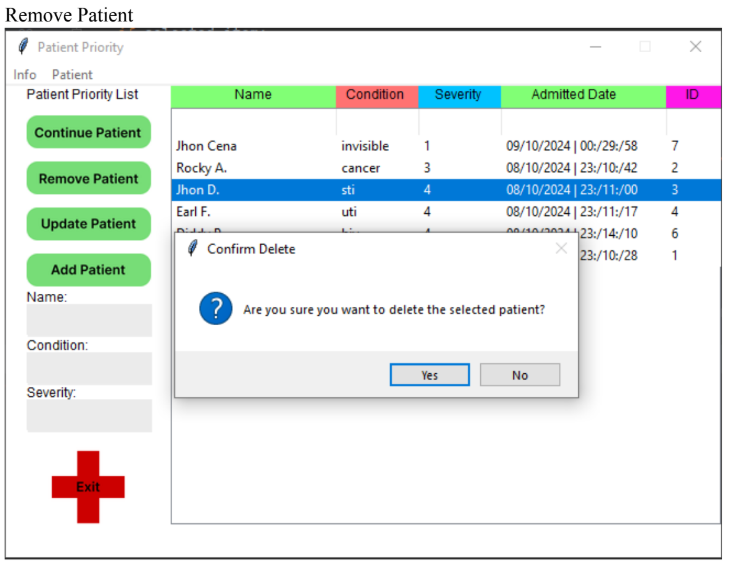 Remove Patient
Patient Priority
Info Patient
Patient Priority List
Name Condition Severity Admitted Date ID
Continue Patient
Jhon Cena invisible 1 09/10/2024 | 00:/29:/58 7
Rocky A. cancer 3 08/10/2024 | 23:/10:/42 2
Remove Patient
Jhon D. sti 4 08/10/2024 | 23:/11:/00 3
Earl F. uti 4 08/10/2024 | 23:/11:/17 4
Update Patient
23:/14:/10 6
Confirm Delete
23:/10:/28 1
Add Patient
Name:
Are you sure you want to delete the selected patient?
Condition:
Yes No
Severity:
Exit